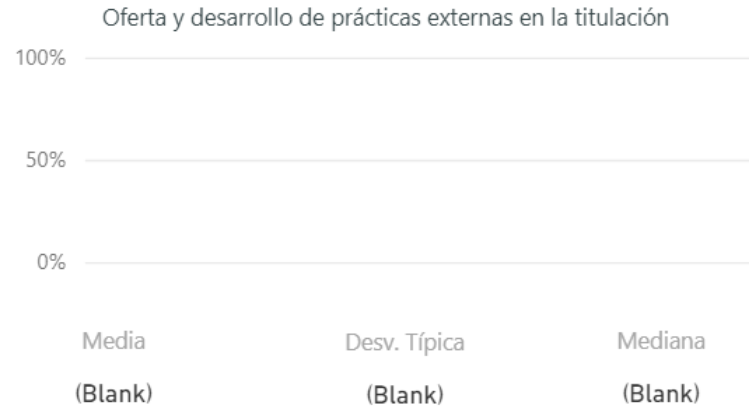 Oferta y desarrollo de prácticas externas en la titulación
100%
50%
0%
Media Desv. Típica Mediana
(Blank) (Blank) (Blank)